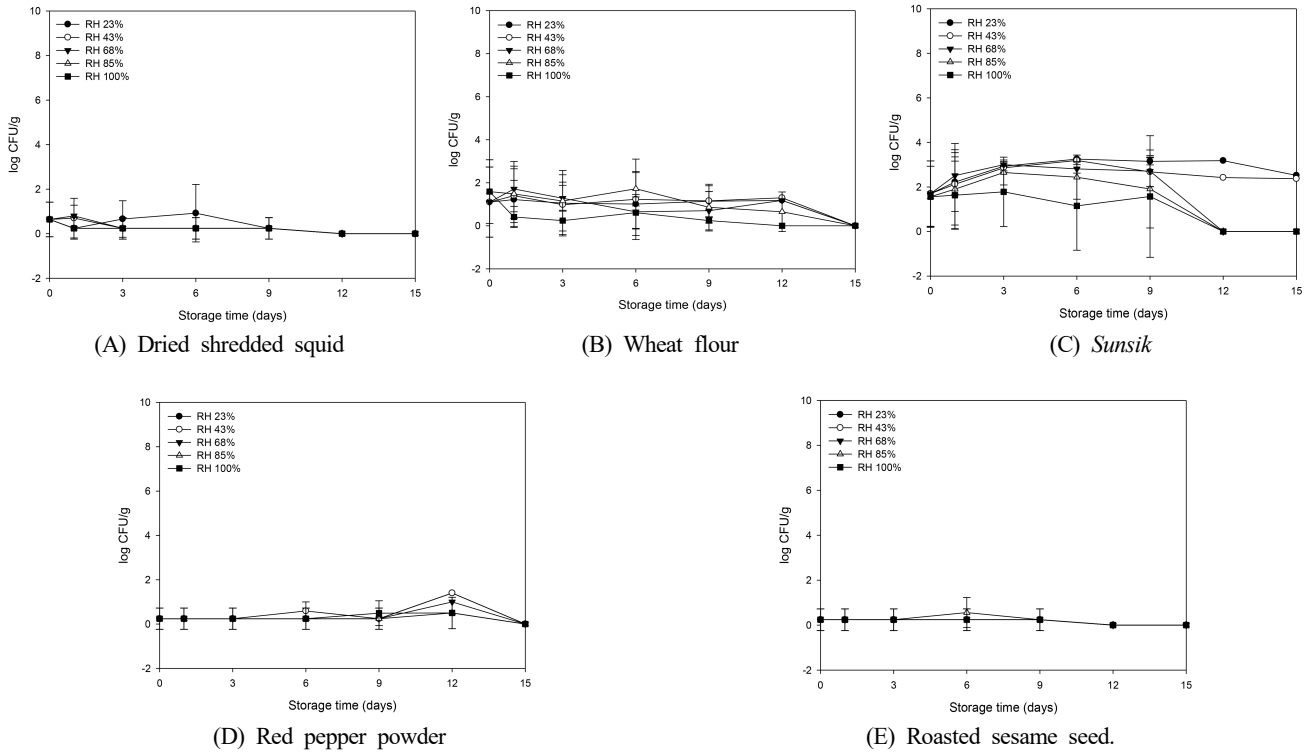 10
8
6
4
2
0
-2
log CFU/g
RH 23%
RH 43%
RH 68%
RH 85%
RH 100%
0 3 6 9 12 15
Storage time (days)
(A) Dried shredded squid
10
8
6
4
2
0
-2
log CFU/g
RH 23%
RH 43%
RH 68%
RH 85%
RH 100%
0 3 6 9 12 15
Storage time (days)
(B) Wheat flour
10
8
6
4
2
0
-2
log CFU/g
RH 23%
RH 43%
RH 68%
RH 85%
RH 100%
0 3 6 9 12 15
Storage time (days)
(C) Sunsik
10
8
6
4
2
0
-2
log CFU/g
RH 23%
RH 43%
RH 68%
RH 85%
RH 100%
0 3 6 9 12 15
Storage time (days)
(D) Red pepper powder
10
8
6
4
2
0
-2
log CFU/g
RH 23%
RH 43%
RH 68%
RH 85%
RH 100%
0 3 6 9 12 15
Storage time (days)
(E) Roasted sesame seed.